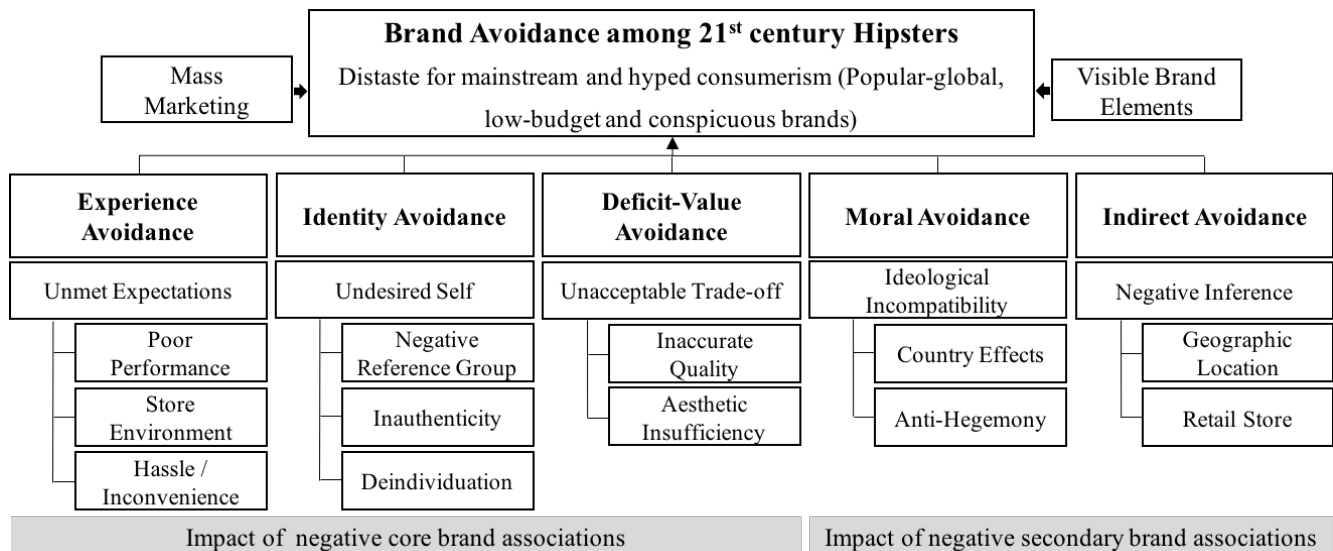 Brand Avoidance among 21st century Hipsters
Distaste for mainstream and hyped consumerism (Popular-global,
low-budget and conspicuous brands)
Mass
Marketing
Visible Brand
Elements
Experience
Avoidance
Unmet Expectations
Poor
Performance
Store
Environment
Hassle /
Inconvenience
Identity Avoidance
Undesired Self
Negative
Reference Group
Inauthenticity
Deindividuation
Deficit-Value
Avoidance
Unacceptable Trade-off
Inaccurate
Quality
Aesthetic
Insufficiency
Moral Avoidance
Ideological
Incompatibility
Country Effects
Anti-Hegemony
Indirect Avoidance
Negative Inference
Geographic
Location
Retail Store
Impact of negative core brand associations
Impact of negative secondary brand associations